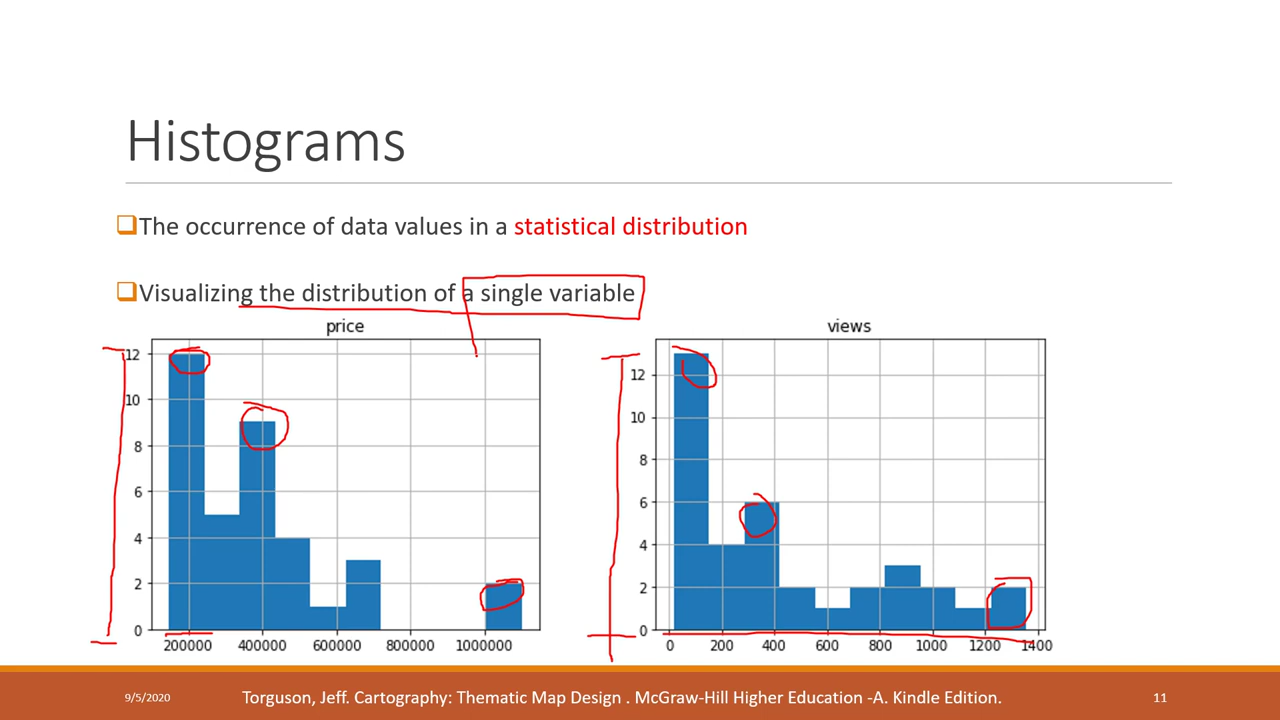 Histograms
The occurrence of data values in a statistical distribution
Visualizing the distribution of a single variable
price
12
10
8
6
4
2
0
200000 400000 600000 800000 1000000
views
12
10
8
6
4
2
0
0 200 400 600 800 1000 1200 1400
9/5/2020 Torguson, Jeff. Cartography: Thematic Map Design . McGraw-Hill Higher Education -A. Kindle Edition. 11